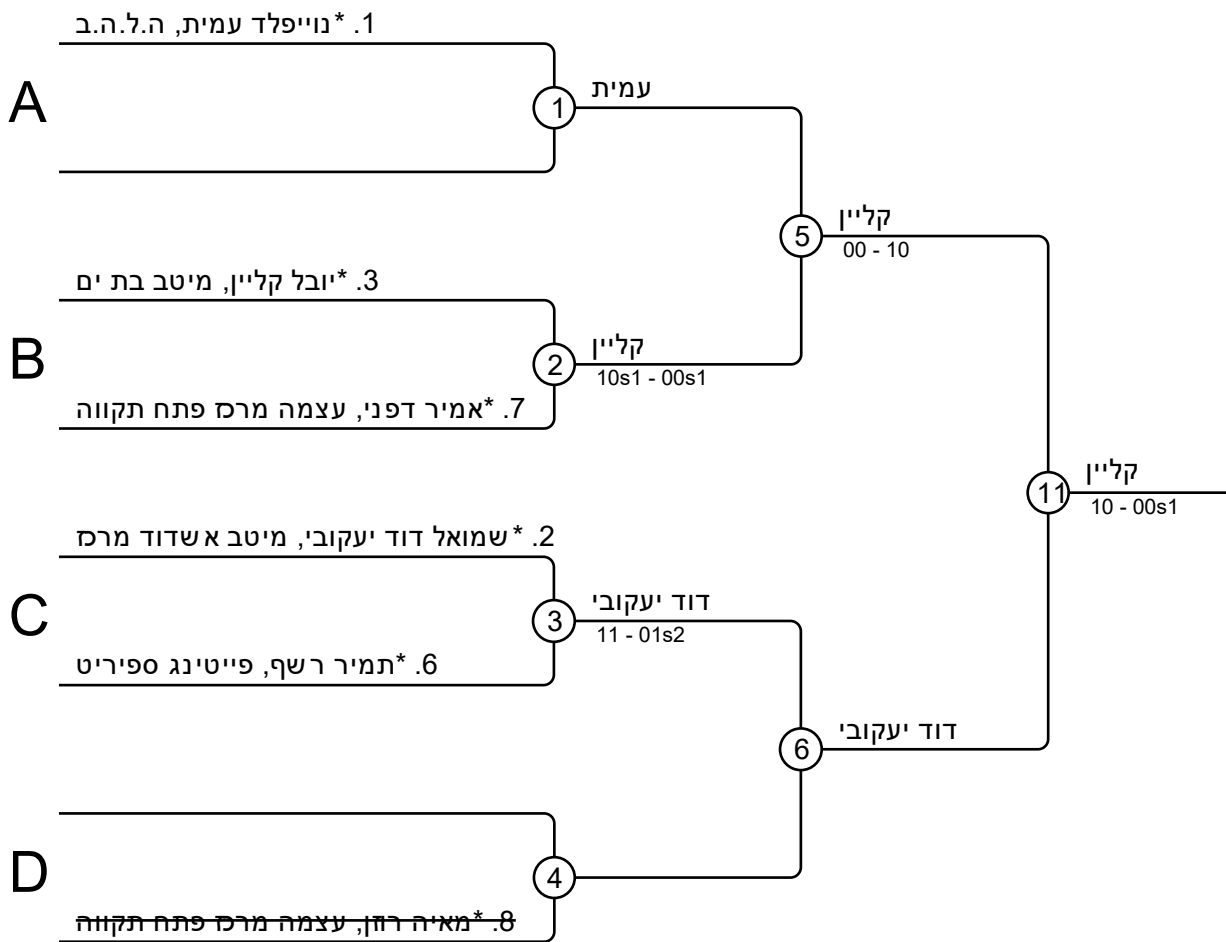 1. *נוייפלד עמית, ה.ל.ה.ב
A
1
עמית
5
קליין
00 - 10
3. *יובל קליין, מיטב בת ים
B
2
קליין
10s1 - 00s1
7. *אמיר דפני, עצמה מרכז פתח תקווה
11
קליין
10 - 00s1
2. *שמואל דוד יעקובי, מיטב אשדוד מרכז
C
3
דוד יעקובי
11 - 01s2
6. *תמיר רשף, פייטינג ספיריט
6
דוד יעקובי
D
4
8. *מאיה רוזן, עצמה מרכז פתח תקווה